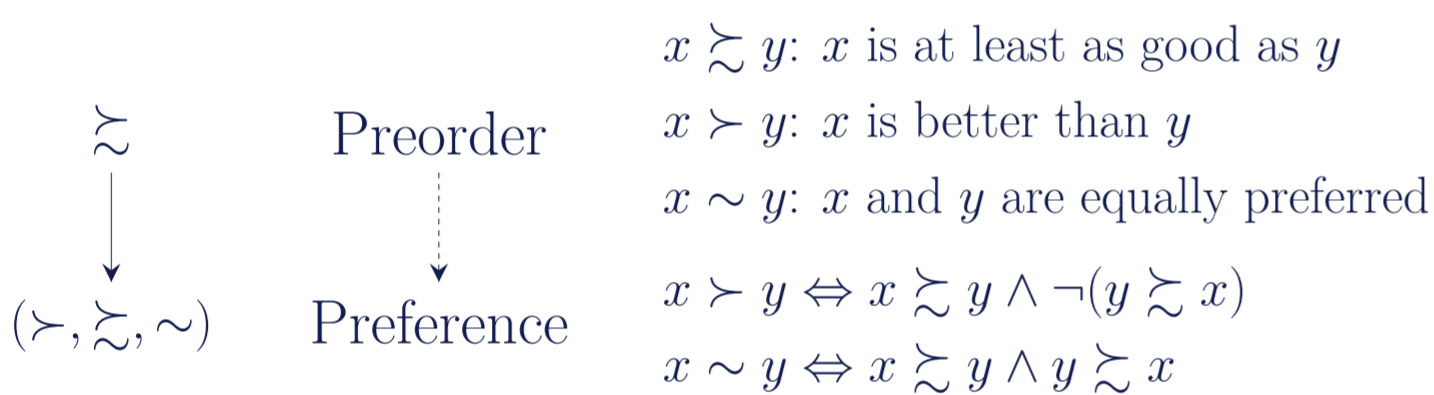 ≿
Preorder
(≻, ≿, ∼)
Preference
x ≿ y: x is at least as good as y
x ≻ y: x is better than y
x ∼ y: x and y are equally preferred
x ≻ y ⇔ x ≿ y ∧ ¬(y ≿ x)
x ∼ y ⇔ x ≿ y ∧ y ≿ x